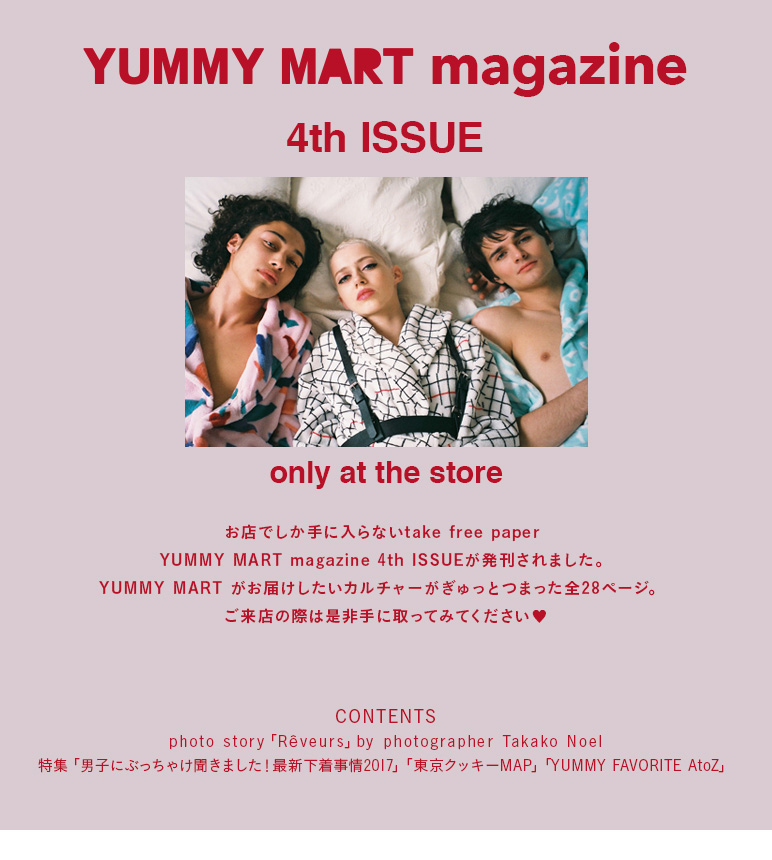 YUMMY MART magazine
4th ISSUE
only at the store
お店でしか手に入らないtake free paper
YUMMY MART magazine 4th ISSUEが発刊されました。
YUMMY MART がお届けしたいカルチャーがぎゅっとつまった全28ページ。
ご来店の際は是非手に取ってみてください♥
CONTENTS
photo story「Rêveurs」by photographer Takako Noel
特集「男子にぶっちゃけ聞きました！最新下着事情2017」「東京クッキーMAP」「YUMMY FAVORITE AtoZ」